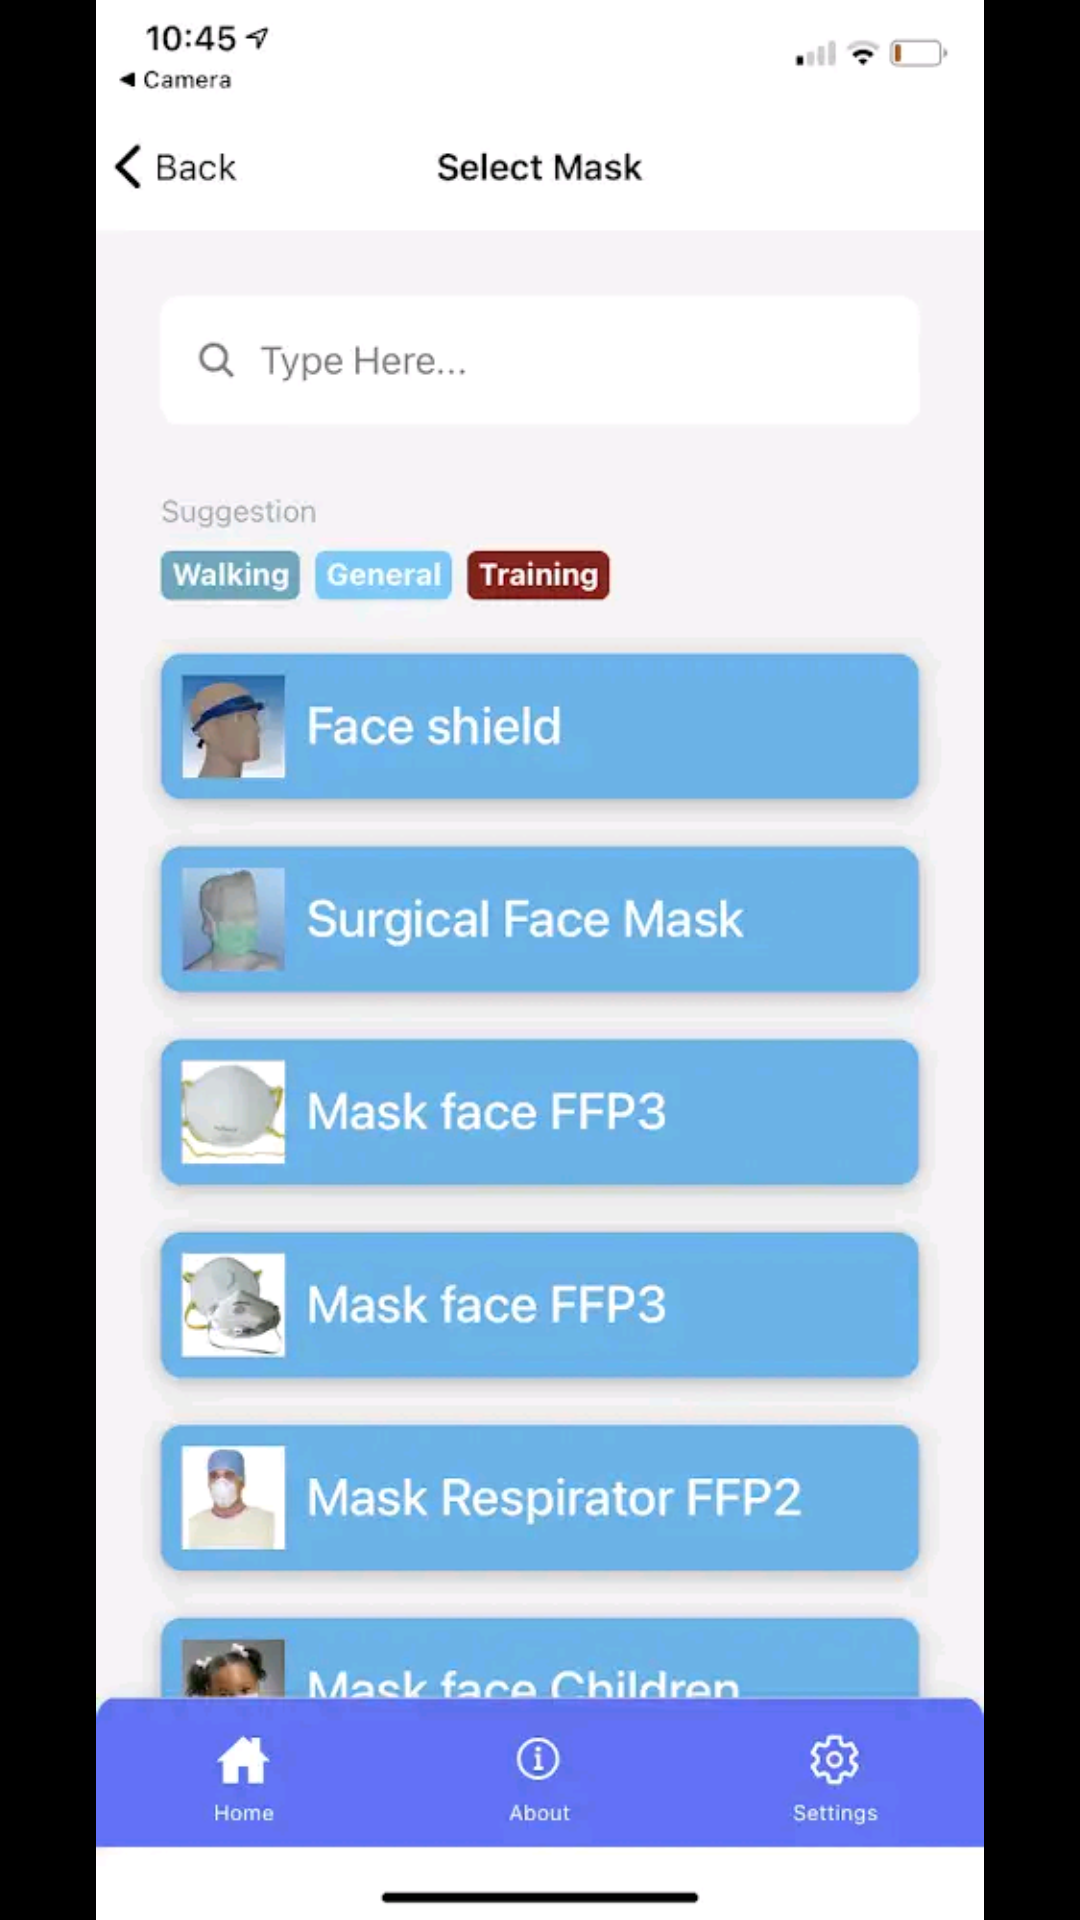 10:45
Camera
Back
Select Mask
Type Here...
Suggestion
Walking General Training
Face shield
Surgical Face Mask
Mask face FFP3
Mask face FFP3
Mask Respirator FFP2
Mask face Children
Home About Settings